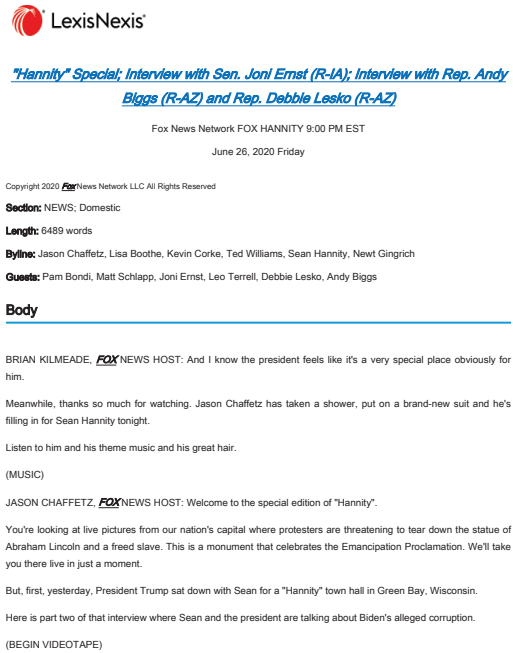 LexisNexis®
"Hannity" Special; Interview with Sen. Joni Ernst (R-IA); Interview with Rep. Andy
Biggs (R-AZ) and Rep. Debbie Lesko (R-AZ)
Fox News Network FOX HANNITY 9:00 PM EST
June 26, 2020 Friday
Copyright 2020 Fox News Network LLC All Rights Reserved
Section: NEWS; Domestic
Length: 6489 words
Byline: Jason Chaffetz, Lisa Boothe, Kevin Corke, Ted Williams, Sean Hannity, Newt Gingrich
Guests: Pam Bondi, Matt Schlapp, Joni Ernst, Leo Terrell, Debbie Lesko, Andy Biggs
Body
BRIAN KILMEADE, FOX NEWS HOST: And I know the president feels like it's a very special place obviously for
him.
Meanwhile, thanks so much for watching. Jason Chaffetz has taken a shower, put on a brand-new suit and he's
filling in for Sean Hannity tonight.
Listen to him and his theme music and his great hair.
(MUSIC)
JASON CHAFFETZ, FOX NEWS HOST: Welcome to the special edition of "Hannity".
You're looking at live pictures from our nation's capital where protesters are threatening to tear down the statue of
Abraham Lincoln and a freed slave. This is a monument that celebrates the Emancipation Proclamation. We'll take
you there live in just a moment.
But, first, yesterday, President Trump sat down with Sean for a "Hannity" town hall in Green Bay, Wisconsin.
Here is part two of that interview where Sean and the president are talking about Biden's alleged corruption.
(BEGIN VIDEOTAPE)